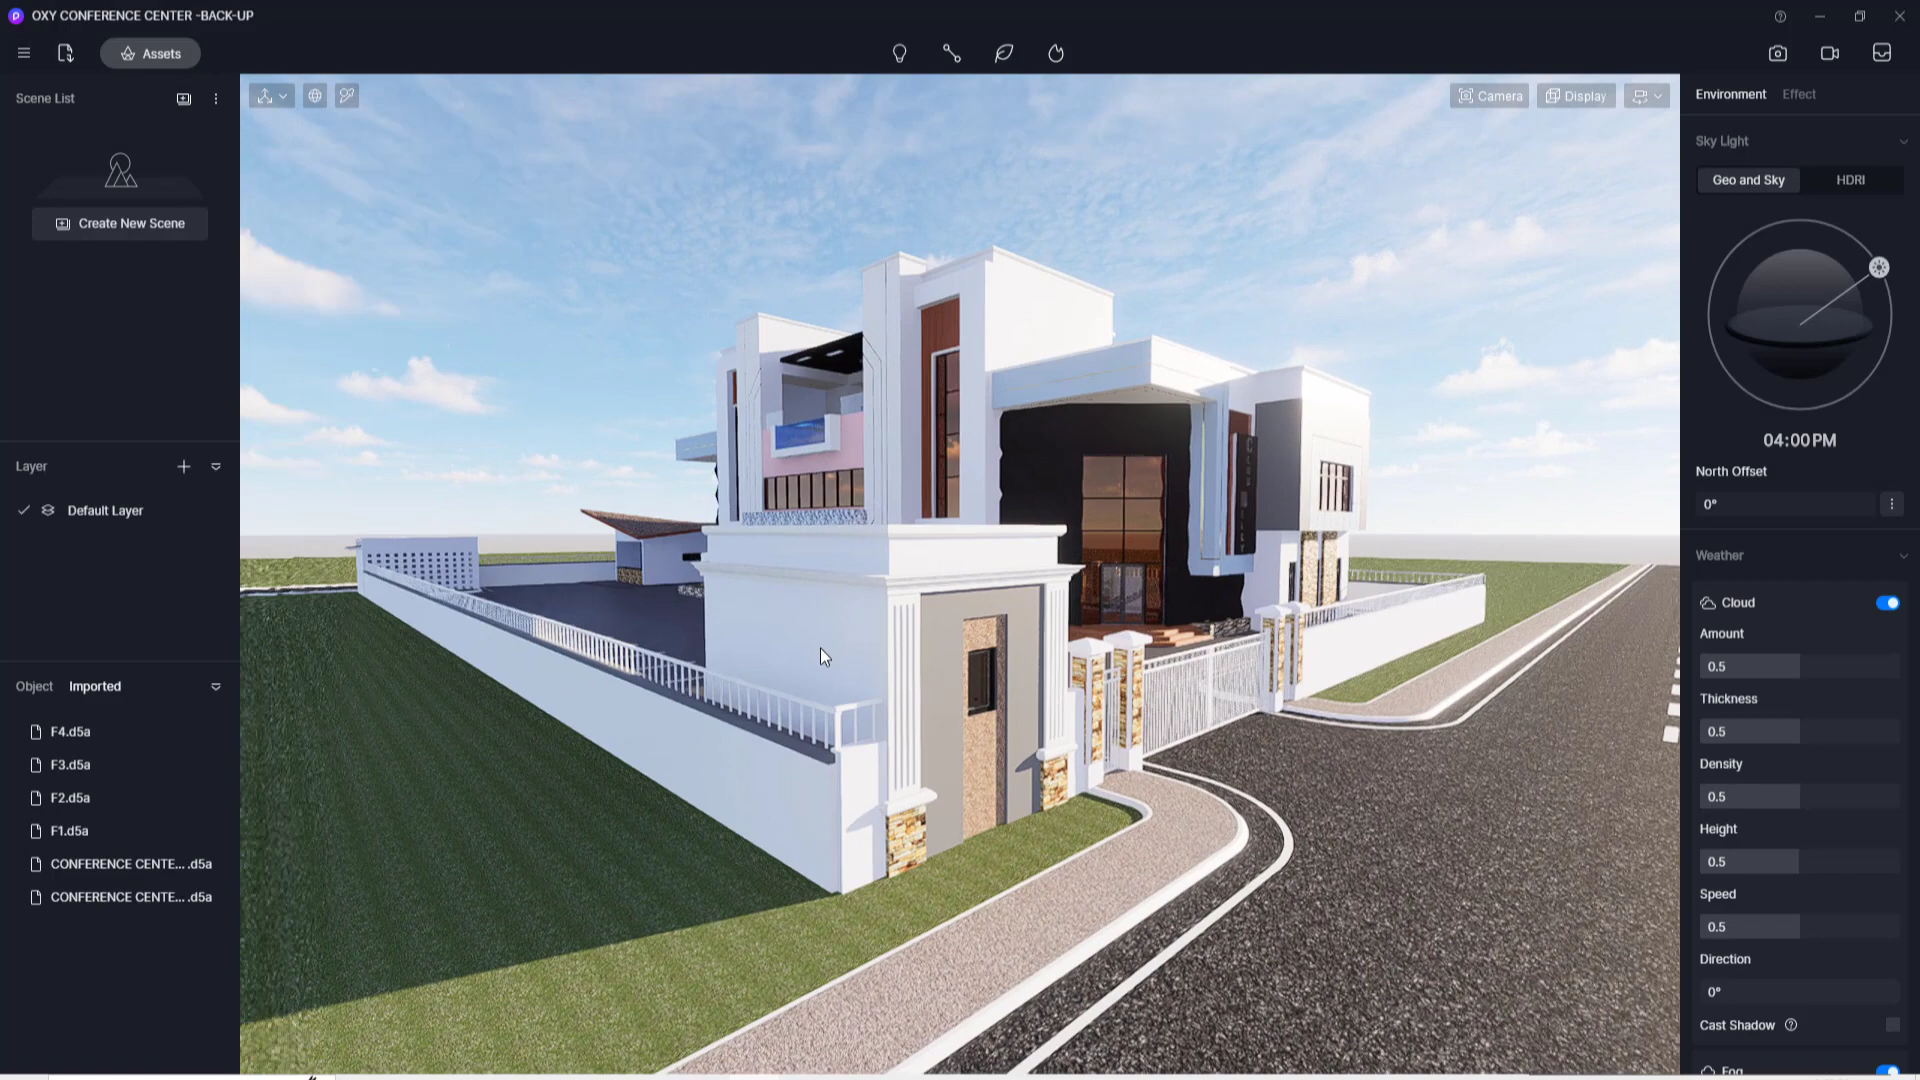 OXY CONFERENCE CENTER -BACK-UP
Assets
Scene List
Create New Scene
Layer
Default Layer
Object Imported
F4.d5a
F3.d5a
F2.d5a
F1.d5a
CONFERENCE CENTE... .d5a
CONFERENCE CENTE... .d5a
Camera
Display
Environment Effect
Sky Light
Geo and Sky HDRI
04:00PM
North Offset
0°
Weather
Cloud
Amount
0.5
Thickness
0.5
Density
0.5
Height
0.5
Speed
0.5
Direction
0°
Cast Shadow
Fog